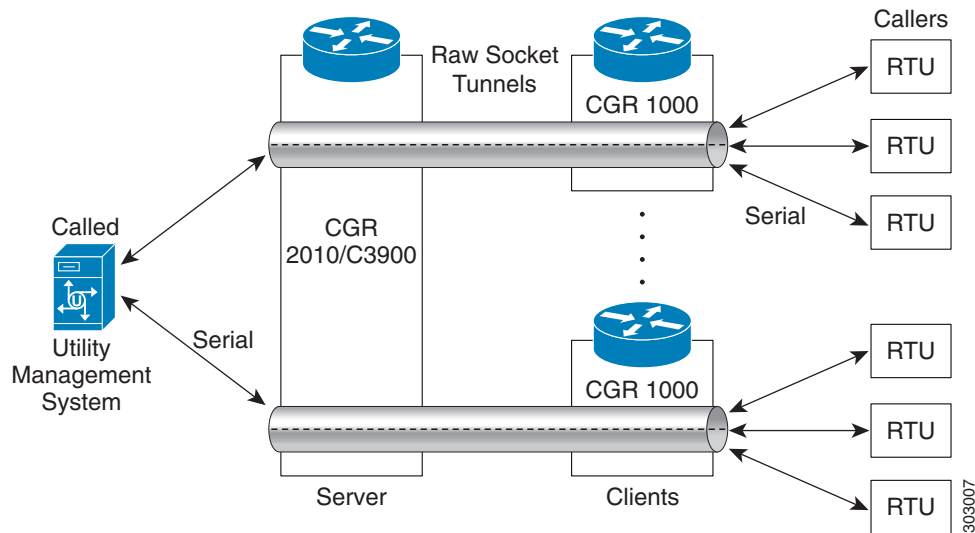 Callers
Raw Socket
Tunnels
RTU
CGR 1000
RTU
RTU
Serial
Called
CGR
2010/C3900
U
Utility
Management
System
Serial
RTU
CGR 1000
RTU
RTU
Server
Clients
303007